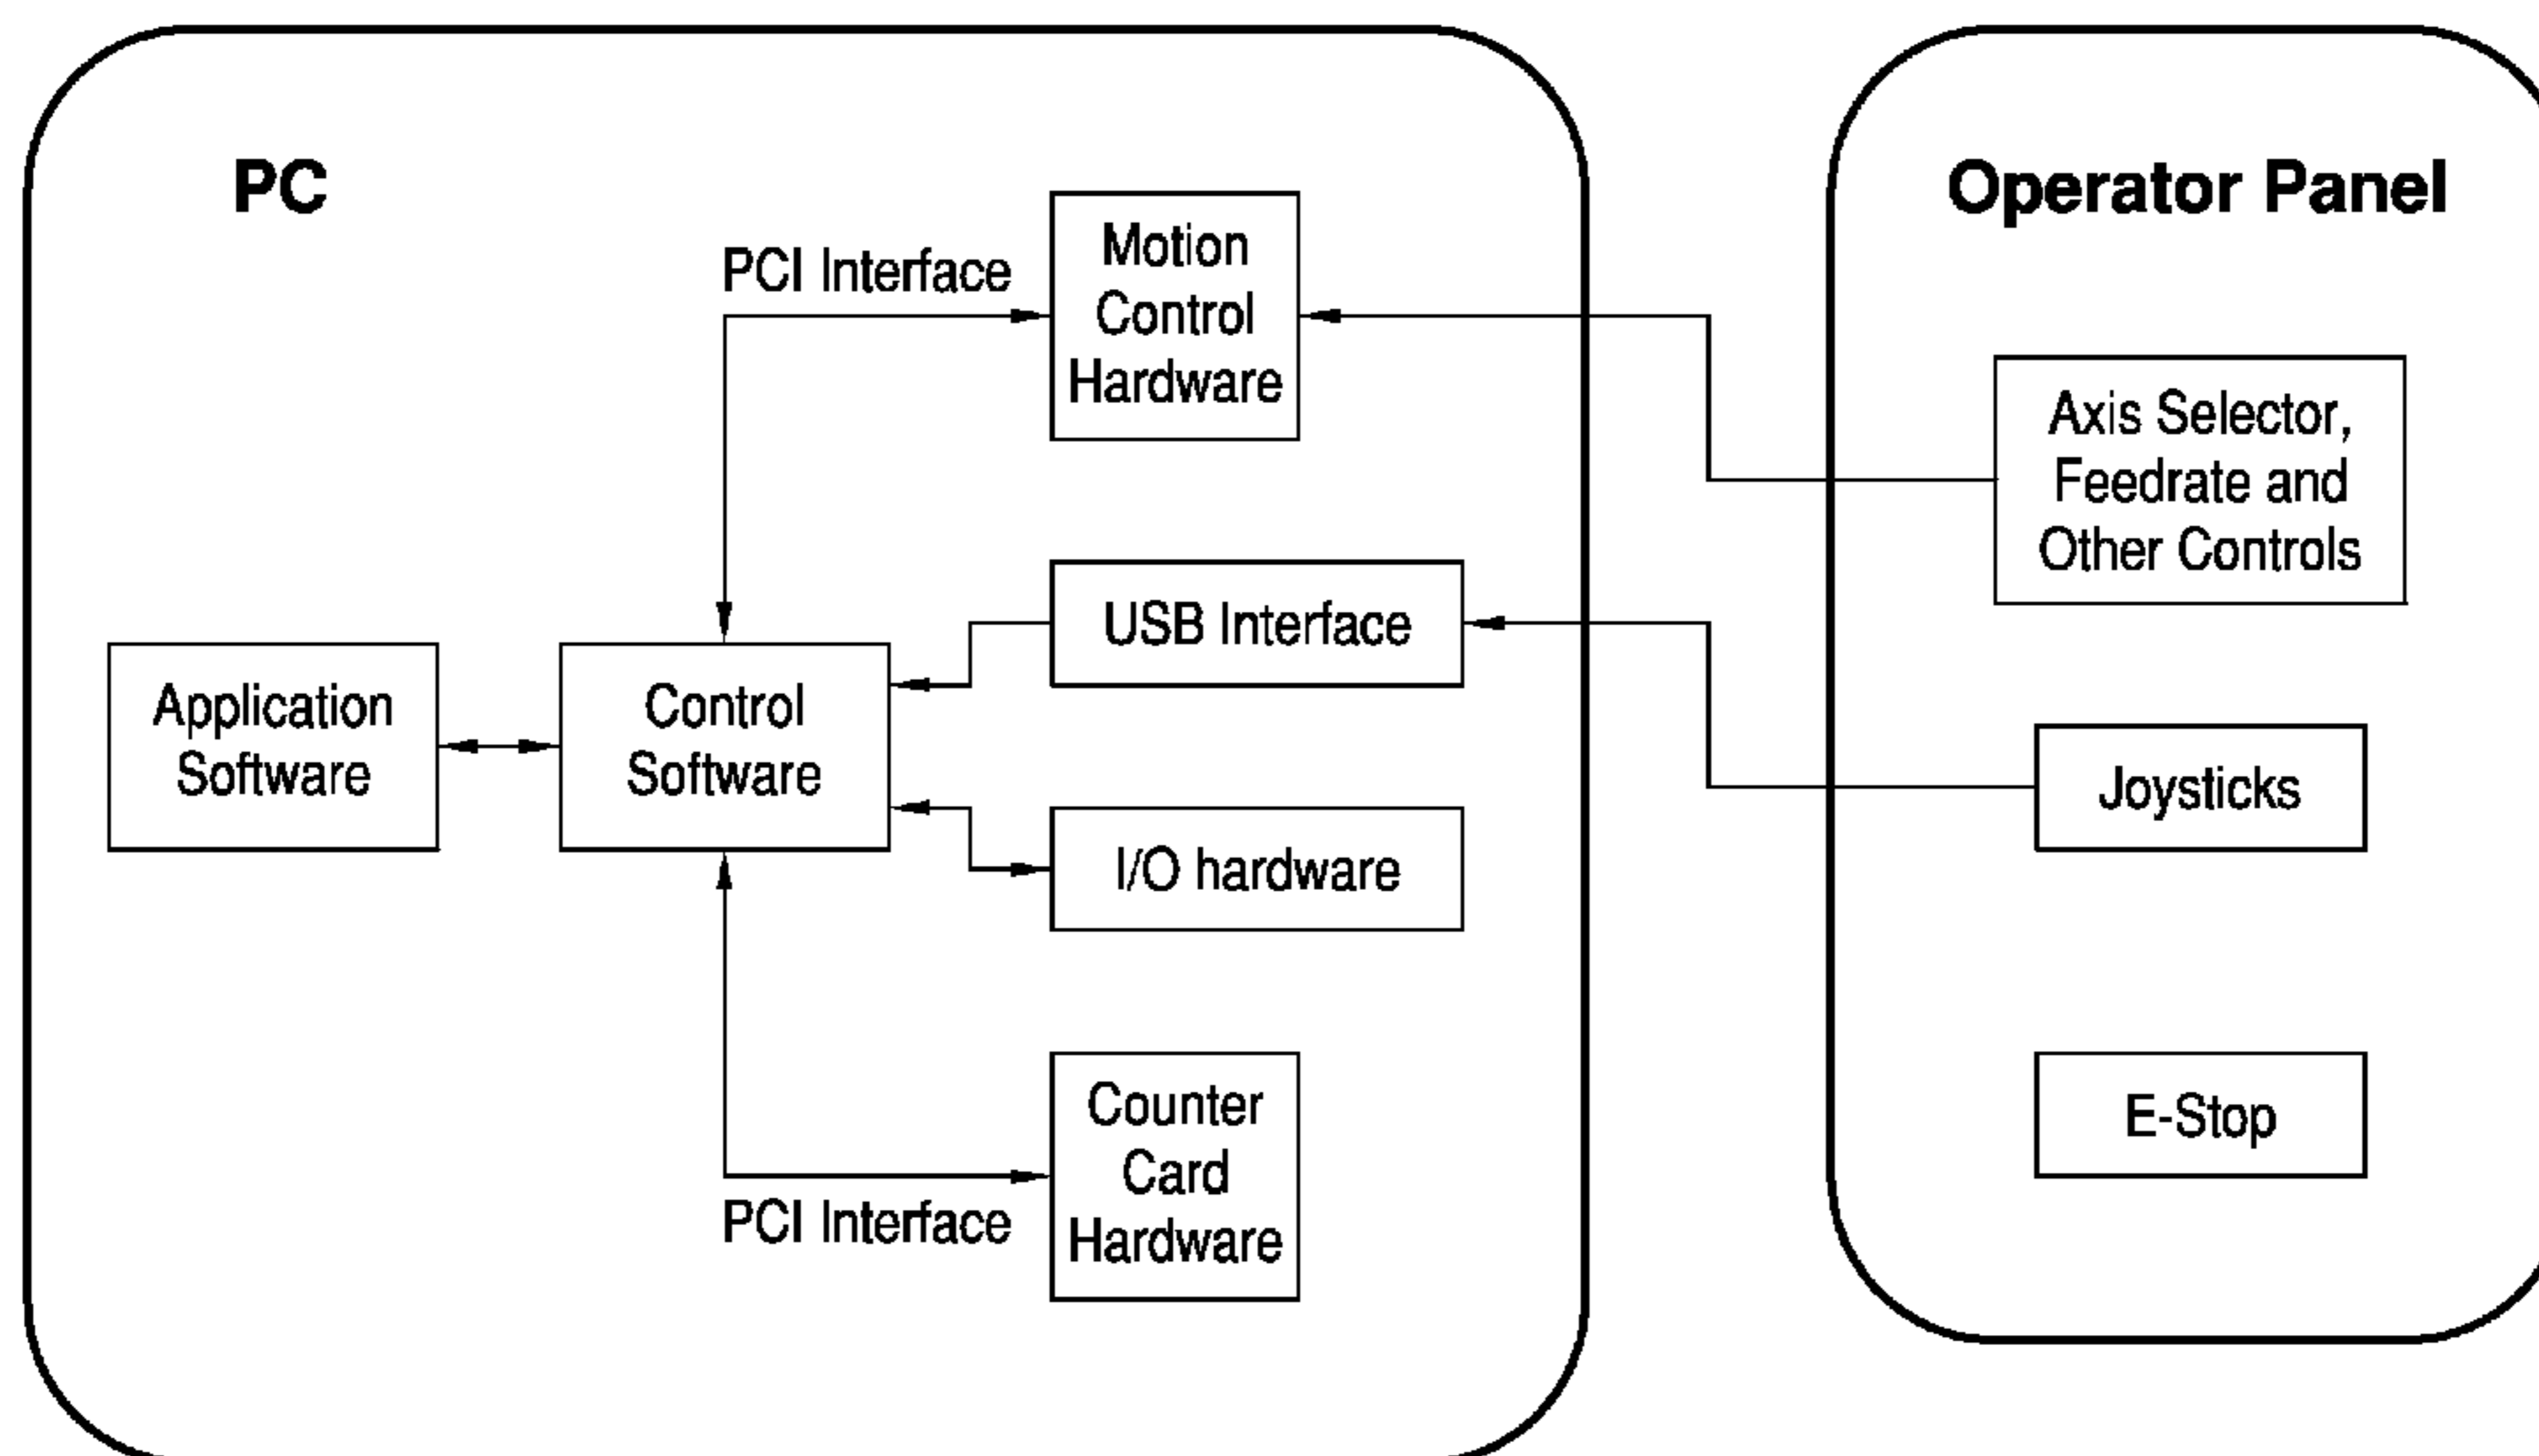 PC
Operator Panel
PCI Interface
Motion
Control
Hardware
Axis Selector,
Feedrate and
Other Controls
USB Interface
Application
Software
Control
Software
Joysticks
I/O hardware
Counter
Card
Hardware
E-Stop
PCI Interface